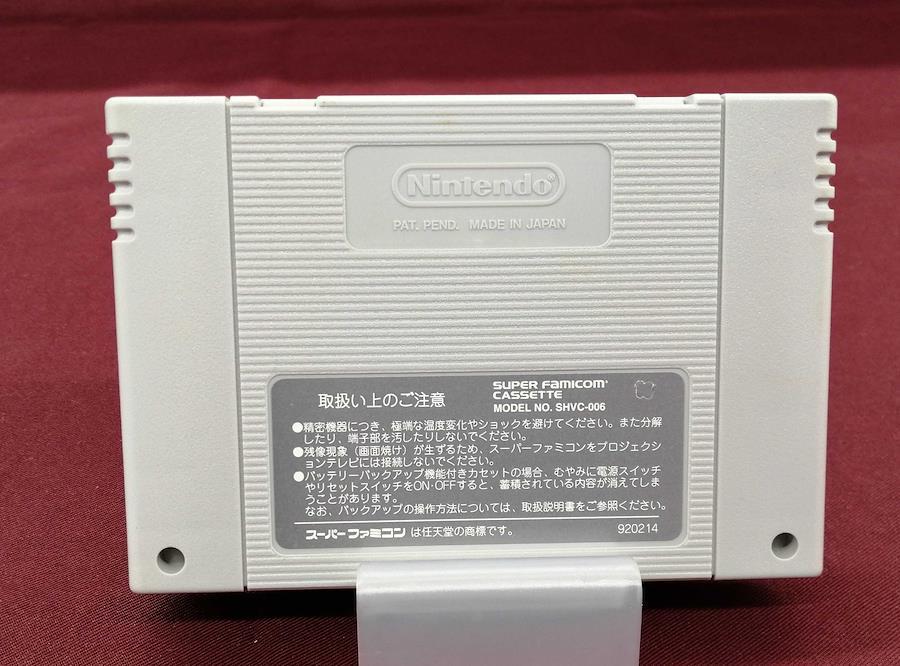 Nintendo®
PAT. PEND. MADE IN JAPAN
取扱い上のご注意
SUPER FAMICOM
CASSETTE
MODEL NO. SHVC-006
●精密機器につき、極端な温度変化やショックを避けてください。また分解
したり、端子部を汚したりしないでください。
●残像現象（画面焼け）が生ずるため、スーパーファミコンをプロジェクシ
ョンテレビには接続しないでください。
●バッテリーバックアップ機能付きカセットの場合、むやみに電源スイッチ
やリセットスイッチをON・OFFすると、蓄積されている内容が消えてしま
うことがあります。
なお、バックアップの操作方法については、取扱説明書をご参照ください。
スーパーファミコンは任天堂の商標です。 920214